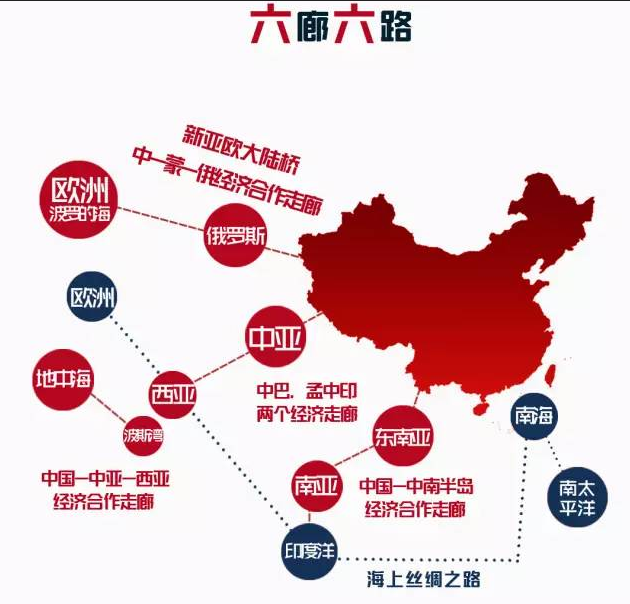 六廊六路
新亚欧大陆桥
中一蒙一俄经济合作走廊
欧洲
波罗的海
俄罗斯
欧洲
中亚
地中海
西亚
波斯湾
中巴，孟中印
两个经济走廊
东南亚
南海
中国一中亚一西亚
经济合作走廊
南亚
中国一中南半岛
经济合作走廊
南太
平洋
印度洋
海上丝绸之路